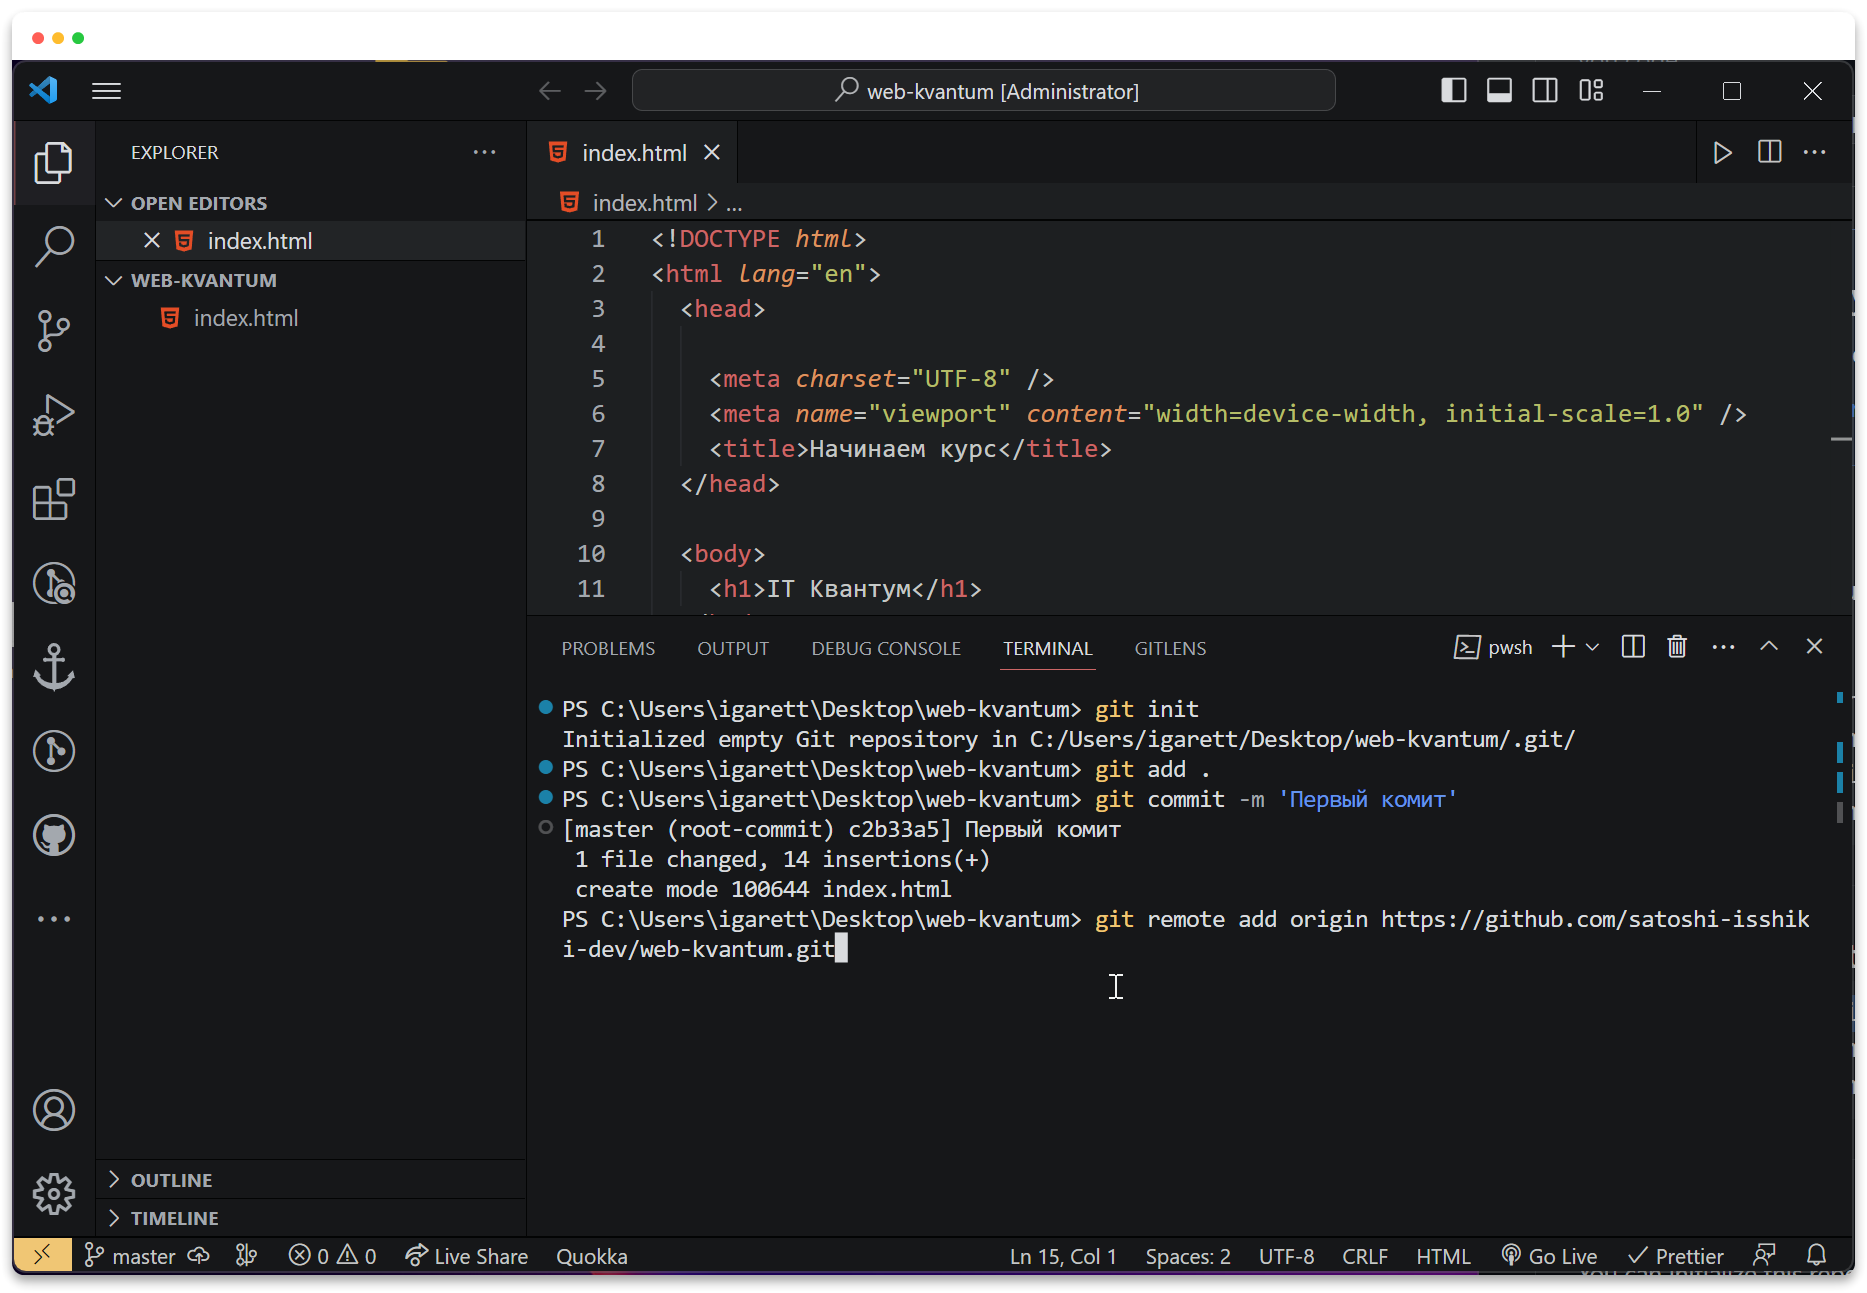 web-kvantum [Administrator]
EXPLORER
index.html
OPEN EDITORS
index.html
WEB-KVANTUM
index.html
index.html > ...
1 <!DOCTYPE html>
2 <html lang="en">
3 <head>
4
5 <meta charset="UTF-8" />
6 <meta name="viewport" content="width=device-width, initial-scale=1.0" />
7 <title>Начинаем курс</title>
8 </head>
9
10 <body>
11 <h1>IT Квантум</h1>
PROBLEMS OUTPUT DEBUG CONSOLE TERMINAL GITLENS pwsh
PS C:\Users\igarett\Desktop\web-kvantum> git init
Initialized empty Git repository in C:/Users/igarett/Desktop/web-kvantum/.git/
PS C:\Users\igarett\Desktop\web-kvantum> git add .
PS C:\Users\igarett\Desktop\web-kvantum> git commit -m 'Первый комит'
[master (root-commit) c2b33a5] Первый комит
1 file changed, 14 insertions(+)
create mode 100644 index.html
PS C:\Users\igarett\Desktop\web-kvantum> git remote add origin https://github.com/satoshi-isshik
i-dev/web-kvantum.git
OUTLINE
TIMELINE
master 0 0 Live Share Quokka Ln 15, Col 1 Spaces: 2 UTF-8 CRLF HTML Go Live Prettier